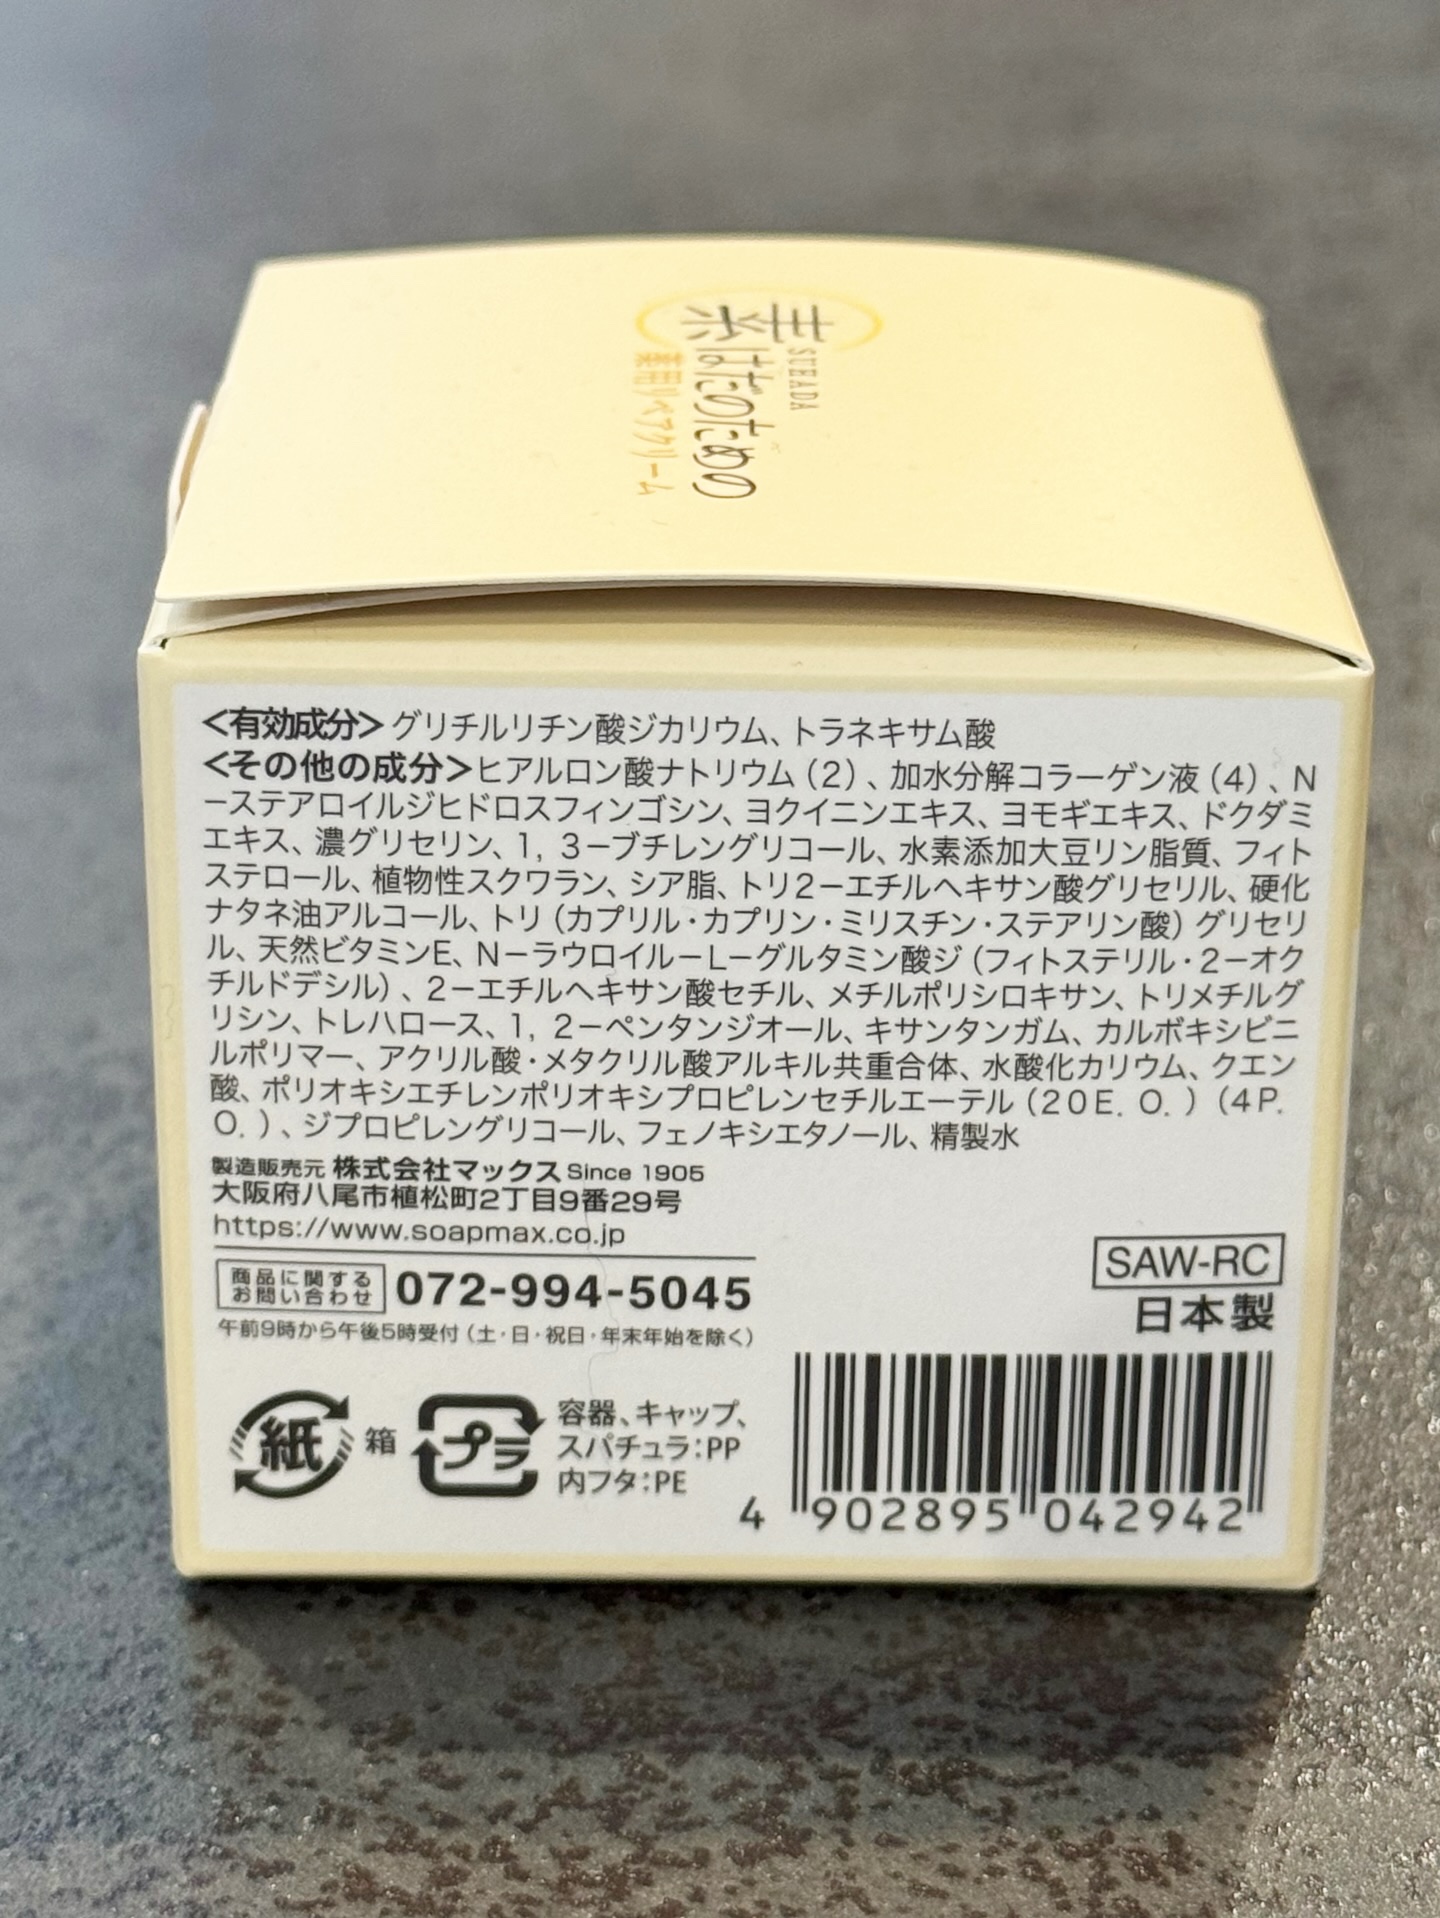 素はだのための
SUHADA
薬用リペアクリーム
<有効成分>グリチルリチン酸ジカリウム、トラネキサム酸
<その他の成分>ヒアルロン酸ナトリウム（2）、加水分解コラーゲン液（4）、N
－ステアロイルジヒドロスフィンゴシン、ヨクイニンエキス、ヨモギエキス、ドクダミ
エキス、濃グリセリン、1, 3－ブチレングリコール、水素添加大豆リン脂質、フィト
ステロール、植物性スクワラン、シア脂、トリ2－エチルヘキサン酸グリセリル、硬化
ナタネ油アルコール、トリ（カプリル・カプリン・ミリスチン・ステアリン酸）グリセリ
ル、天然ビタミンE、N－ラウロイル－L－グルタミン酸ジ（フィトステリル・2－オク
チルドデシル）、2－エチルヘキサン酸セチル、メチルポリシロキサン、トリメチルグ
リシン、トレハロース、1, 2－ペンタンジオール、キサンタンガム、カルボキシビニ
ルポリマー、アクリル酸・メタクリル酸アルキル共重合体、水酸化カリウム、クエン
酸、ポリオキシエチレンポリオキシプロピレンセチルエーテル（20E. O. ）（4P.
O. ）、ジプロピレングリコール、フェノキシエタノール、精製水
製造販売元 株式会社マックス Since 1905
大阪府八尾市植松町2丁目9番29号
https://www.soapmax.co.jp
商品に関する
お問い合わせ
072-994-5045
午前9時から午後5時受付（土・日・祝日・年末年始を除く）
SAW-RC
日本製
紙
箱
プラ
容器、キャップ、
スパチュラ：PP
内フタ：PE
4 902895 042942